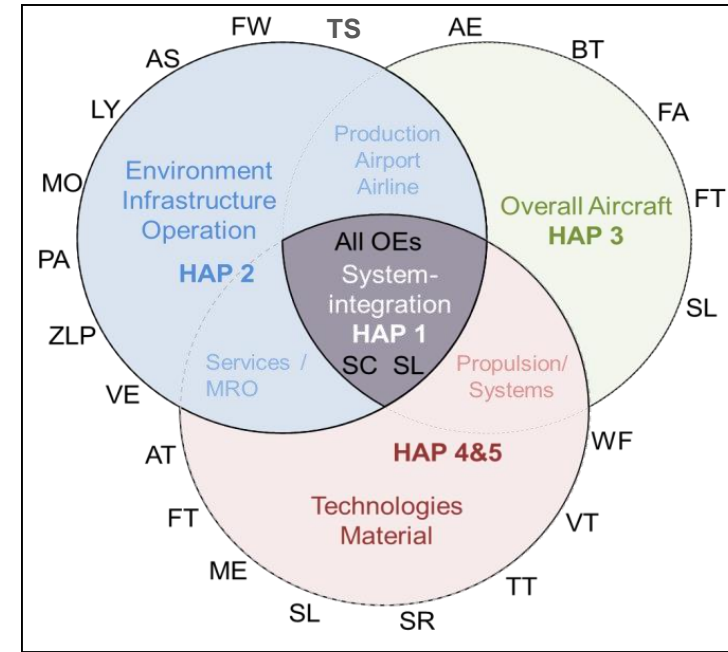 FW
TS
AE
AS
BT
LY
FA
Production
Airport
Airline
Environment
Infrastructure
Operation
HAP 2
MO
FT
Overall Aircraft
HAP 3
PA
All OEs
System-
integration
HAP 1
SC SL
SL
ZLP
Services /
MRO
Propulsion/
Systems
VE
WF
AT
HAP 4&5
FT
Technologies
Material
VT
ME
TT
SL
SR